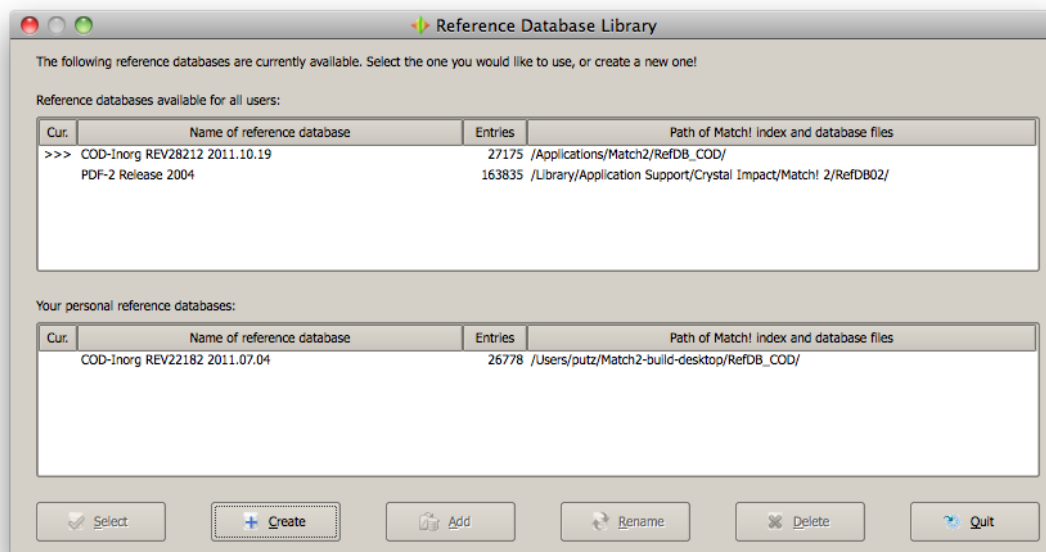 Reference Database Library
The following reference databases are currently available. Select the one you would like to use, or create a new one!
Reference databases available for all users:
Cur. Name of reference database Entries Path of Match! index and database files
>>> COD-Inorg REV28212 2011.10.19 27175 /Applications/Match2/RefDB_COD/
PDF-2 Release 2004 163835 /Library/Application Support/Crystal Impact/Match! 2/RefDB02/
Your personal reference databases:
Cur. Name of reference database Entries Path of Match! index and database files
COD-Inorg REV22182 2011.07.04 26778 /Users/putz/Match2-build-desktop/RefDB_COD/
Select Create Add Rename Delete Quit